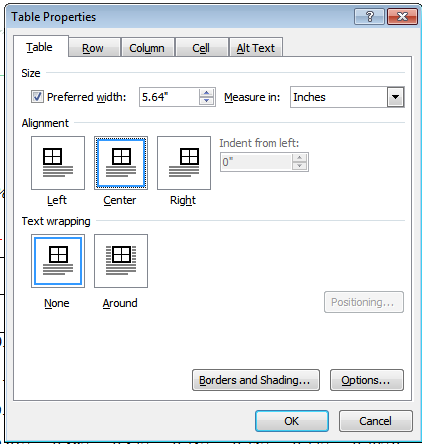 Table Properties
Table Row Column Cell Alt Text
Size
Preferred width: 5.64" Measure in: Inches
Alignment
Indent from left:
0"
Left Center Right
Text wrapping
None Around
Positioning...
Borders and Shading... Options...
OK Cancel